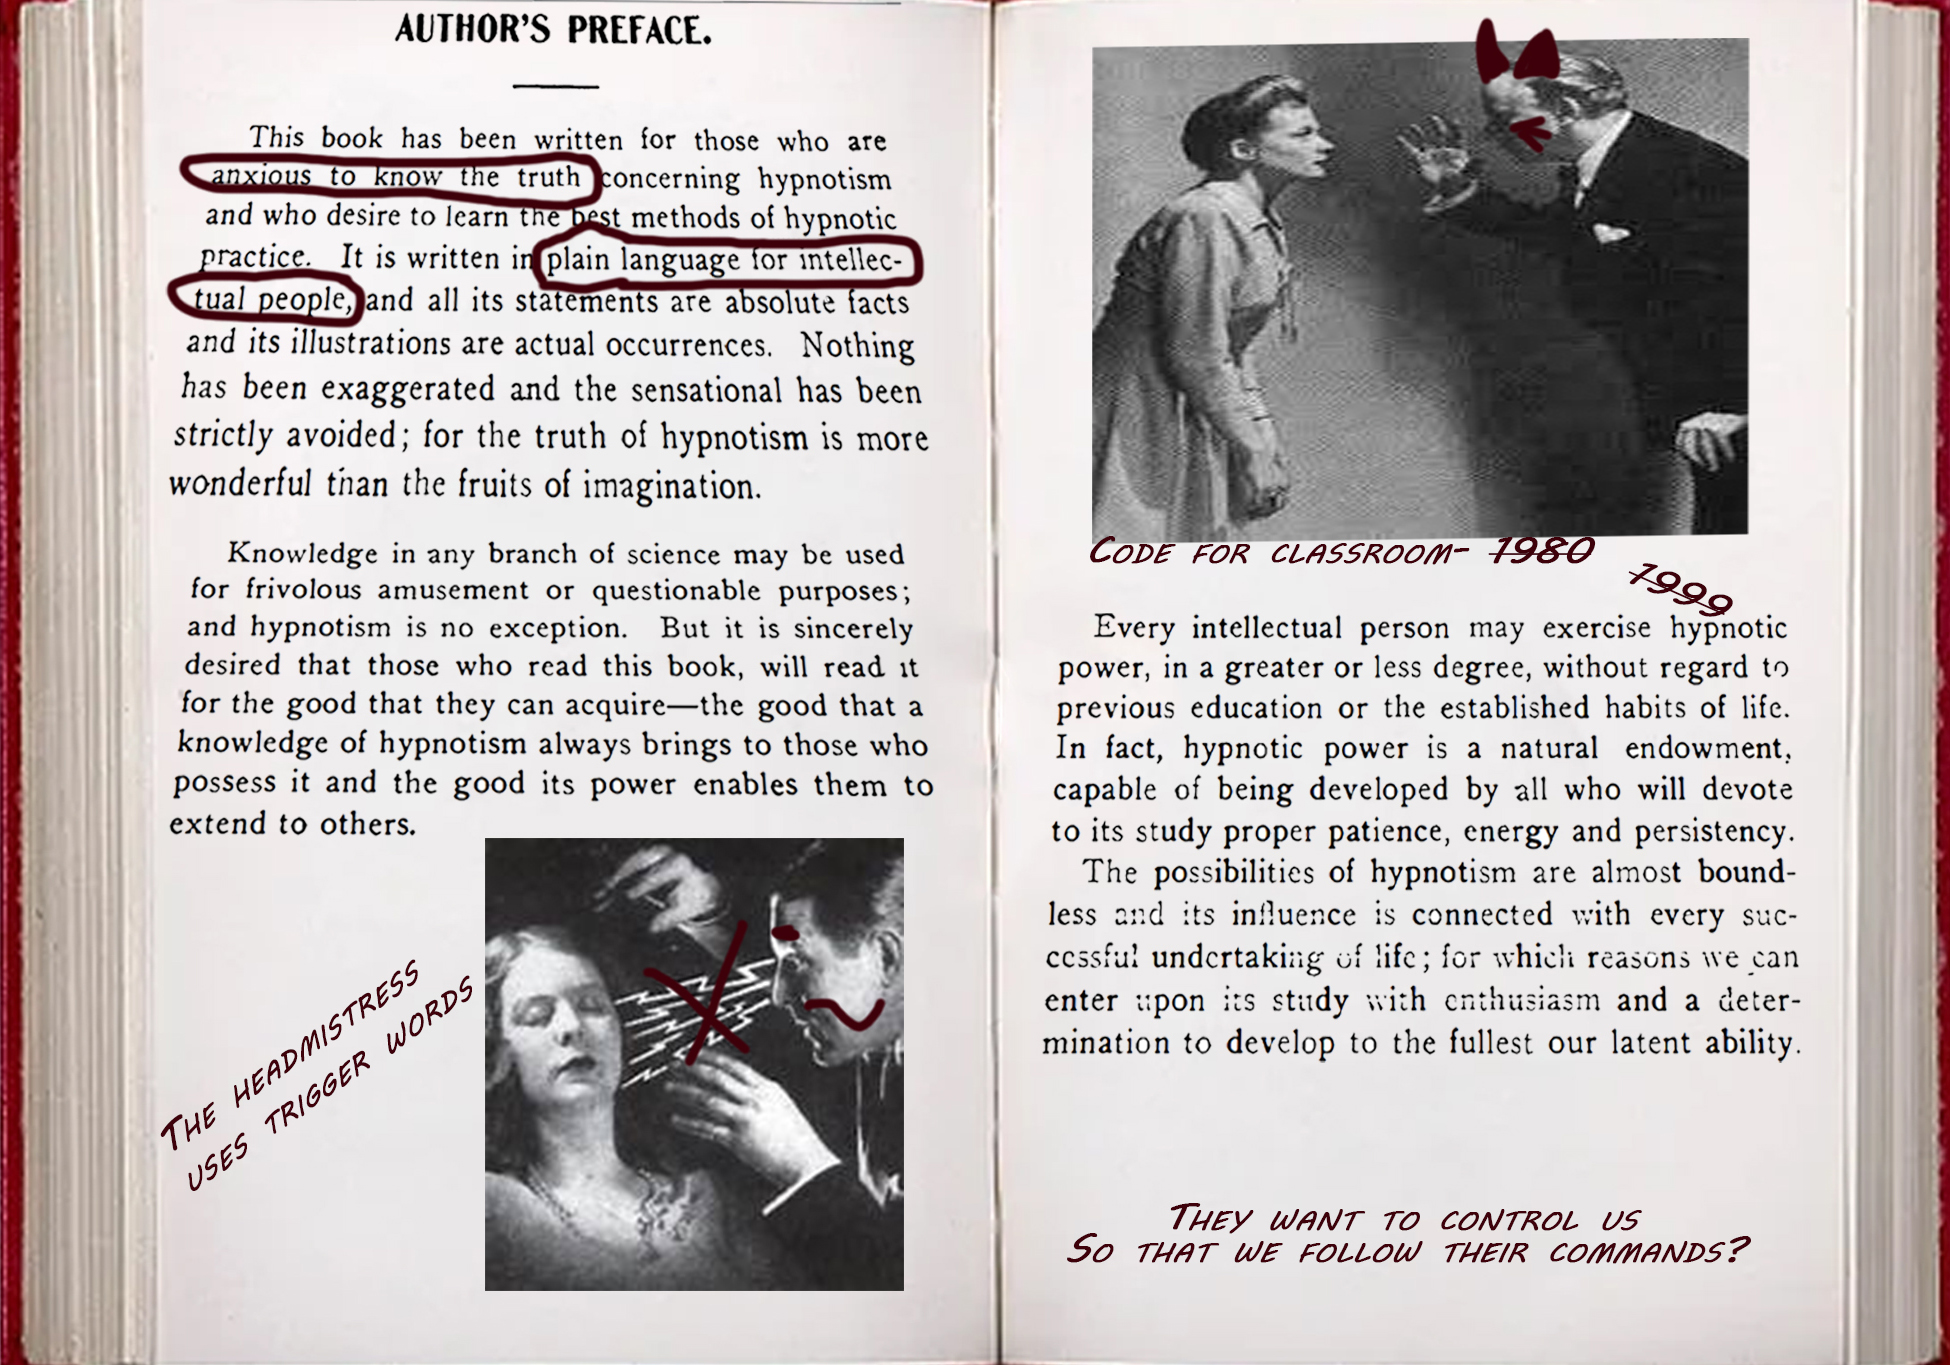 AUTHOR'S PREFACE.
This book has been written for those who are
anxious to know the truth concerning hypnotism
and who desire to learn the best methods of hypnotic
practice. It is written in plain language for intellec-
tual people, and all its statements are absolute facts
and its illustrations are actual occurrences. Nothing
has been exaggerated and the sensational has been
strictly avoided; for the truth of hypnotism is more
wonderful than the fruits of imagination.
Knowledge in any branch of science may be used
for frivolous amusement or questionable purposes;
and hypnotism is no exception. But it is sincerely
desired that those who read this book, will read it
for the good that they can acquire—the good that a
knowledge of hypnotism always brings to those who
possess it and the good its power enables them to
extend to others.
THE HEADMISTRESS
USES TRIGGER WORDS
CODE FOR CLASSROOM- 1980
1999
Every intellectual person may exercise hypnotic
power, in a greater or less degree, without regard to
previous education or the established habits of life.
In fact, hypnotic power is a natural endowment,
capable of being developed by all who will devote
to its study proper patience, energy and persistency.
The possibilities of hypnotism are almost bound-
less and its influence is connected with every suc-
cessful undertaking of life; for which reasons we can
enter upon its study with enthusiasm and a deter-
mination to develop to the fullest our latent ability.
THEY WANT TO CONTROL US
SO THAT WE FOLLOW THEIR COMMANDS?